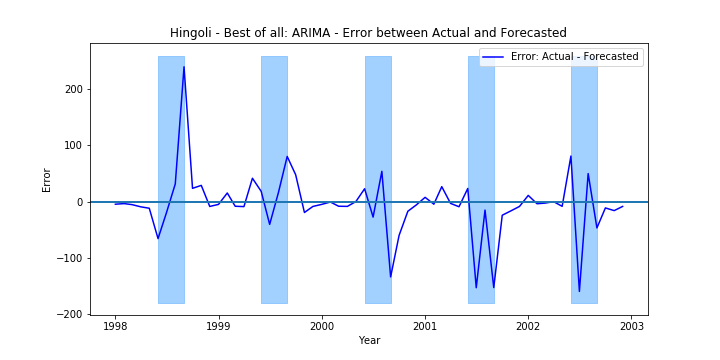 Hingoli - Best of all: ARIMA - Error between Actual and Forecasted
Error: Actual - Forecasted
Error
200
100
0
−100
−200
1998
1999
2000
2001
2002
2003
Year